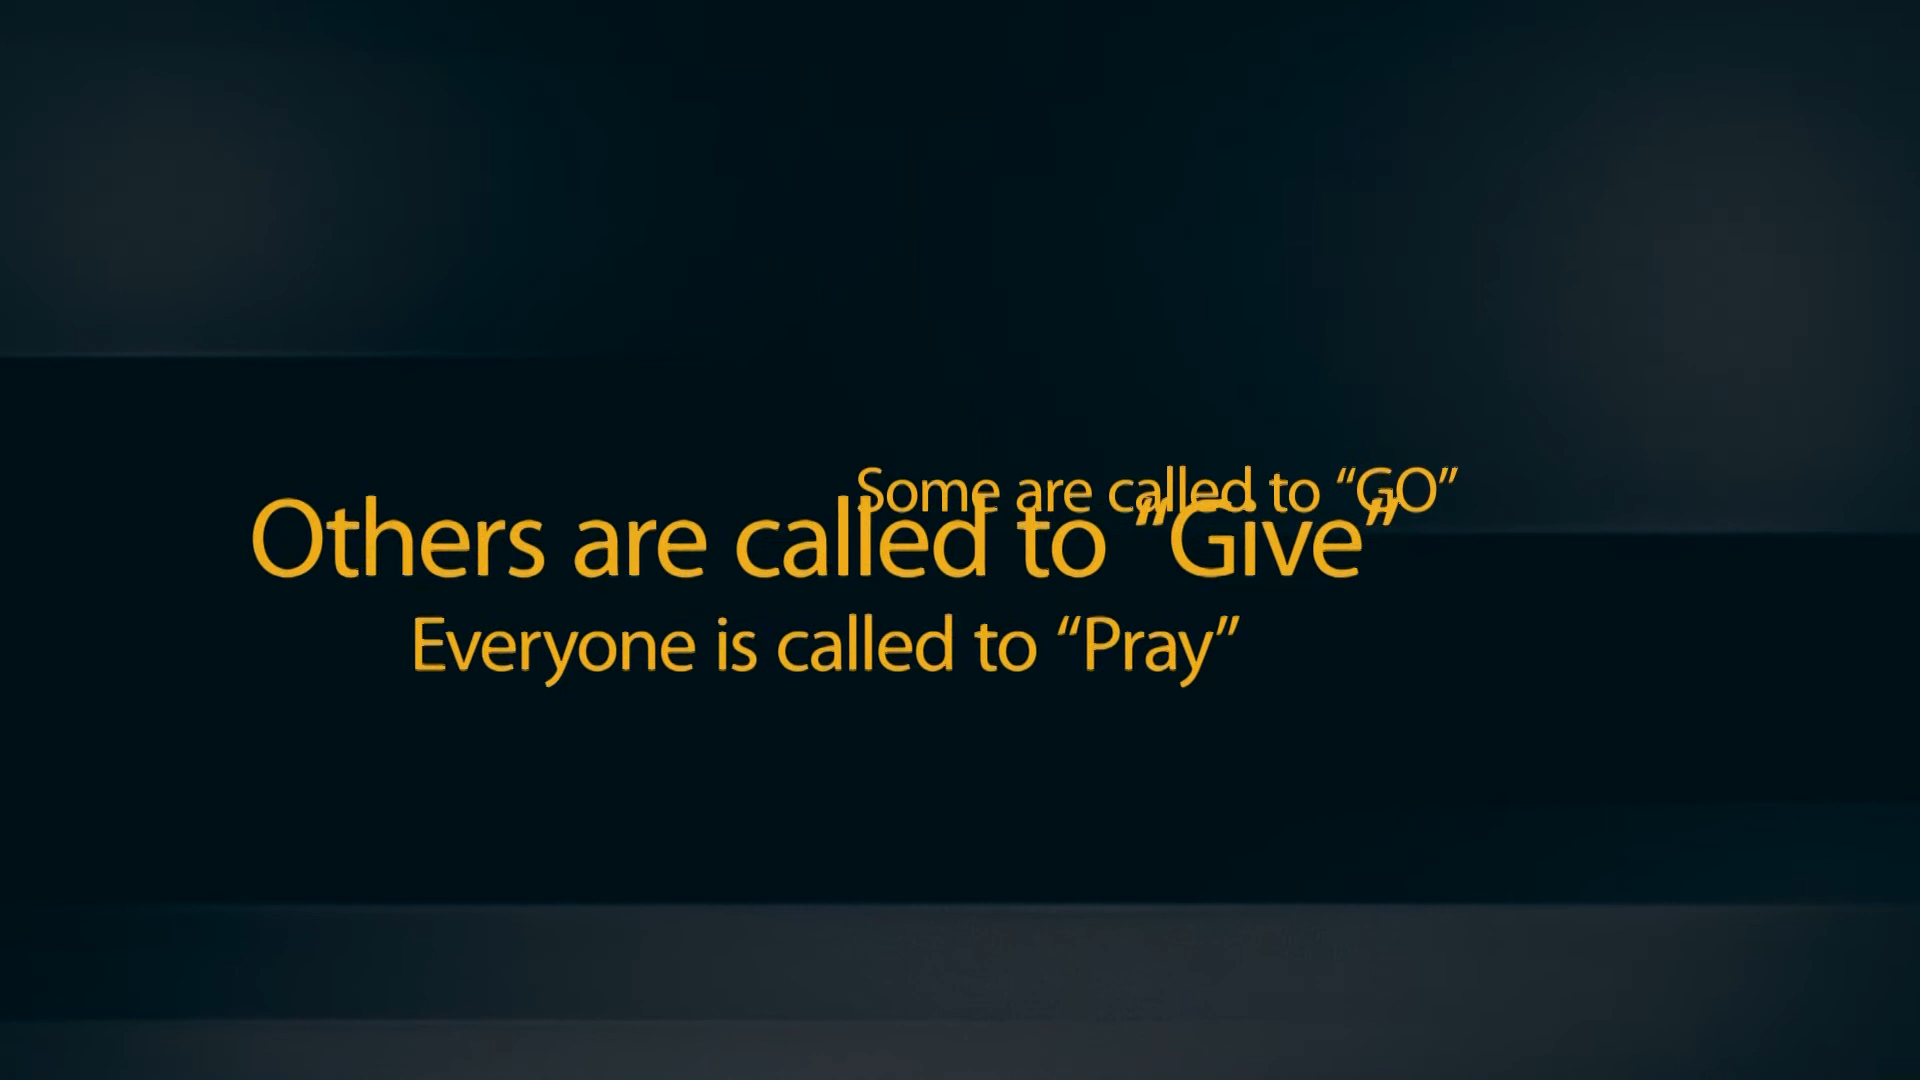 Some are called to “GO”
Others are called to “Give”
Everyone is called to “Pray”